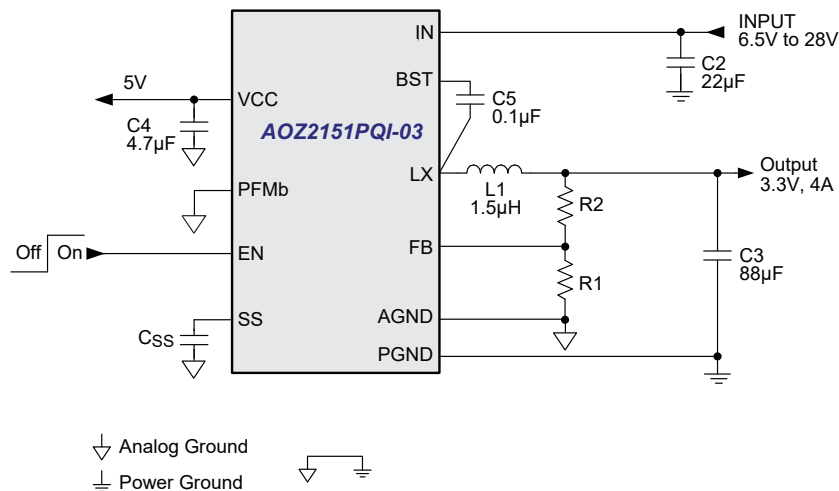 IN
INPUT
6.5V to 28V
C2
22µF
BST
C5
0.1µF
5V
VCC
C4
4.7µF
AOZ2151PQI-03
LX
L1
1.5µH
Output
3.3V, 4A
PFMb
R2
Off
On
EN
FB
C3
88µF
R1
SS
CSS
AGND
PGND
Analog Ground
Power Ground